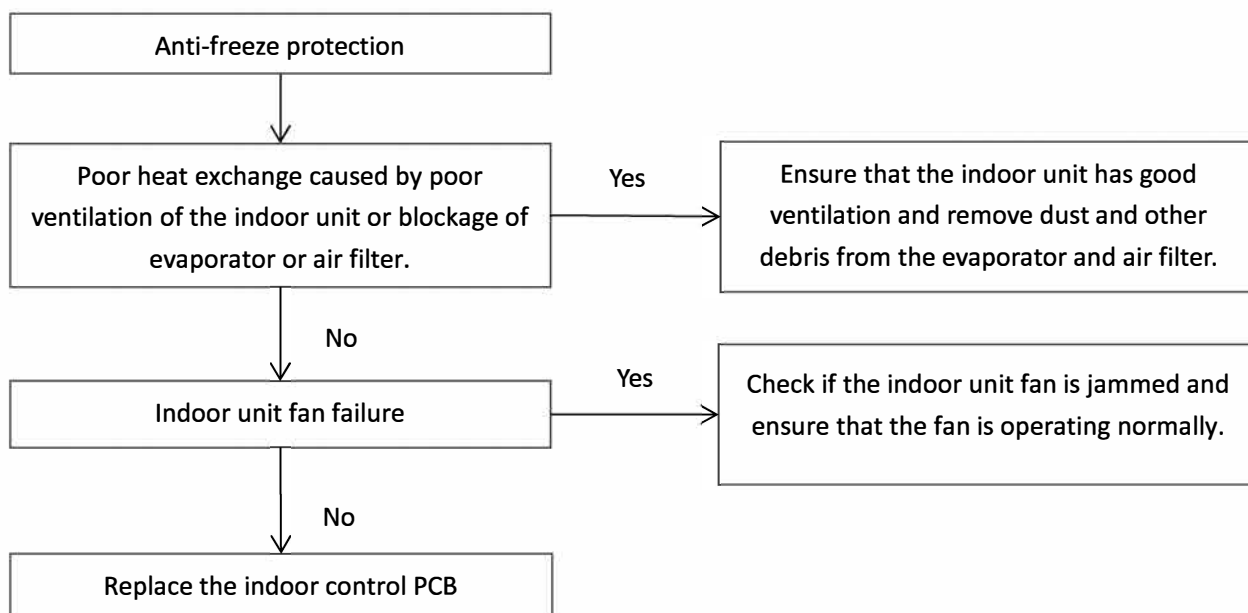 Anti-freeze protection
Poor heat exchange caused by poor
ventilation of the indoor unit or blockage of
evaporator or air filter.
Yes
Ensure that the indoor unit has good
ventilation and remove dust and other
debris from the evaporator and air filter.
No
Indoor unit fan failure
Yes
Check if the indoor unit fan is jammed and
ensure that the fan is operating normally.
No
Replace the indoor control PCB